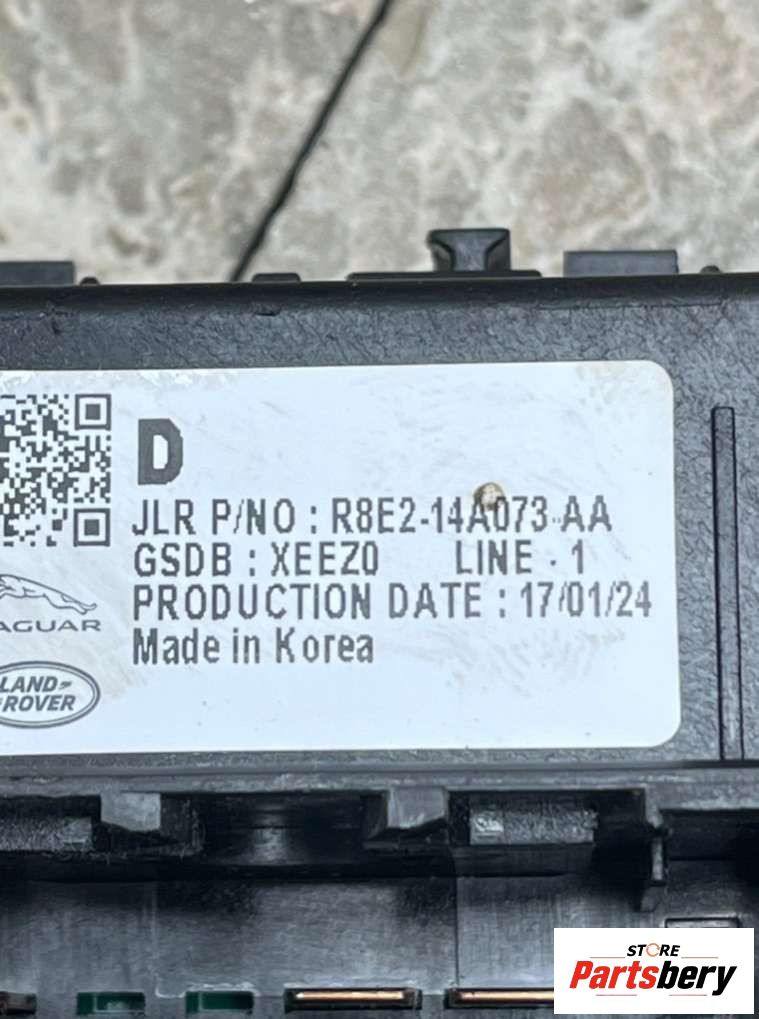 D
JLR P/NO : R8E2-14A073-AA
GSDB : XEEZ0 LINE - 1
PRODUCTION DATE : 17/01/24
Made in Korea
AGUAR
LAND-
ROVER
STORE
Partsbery